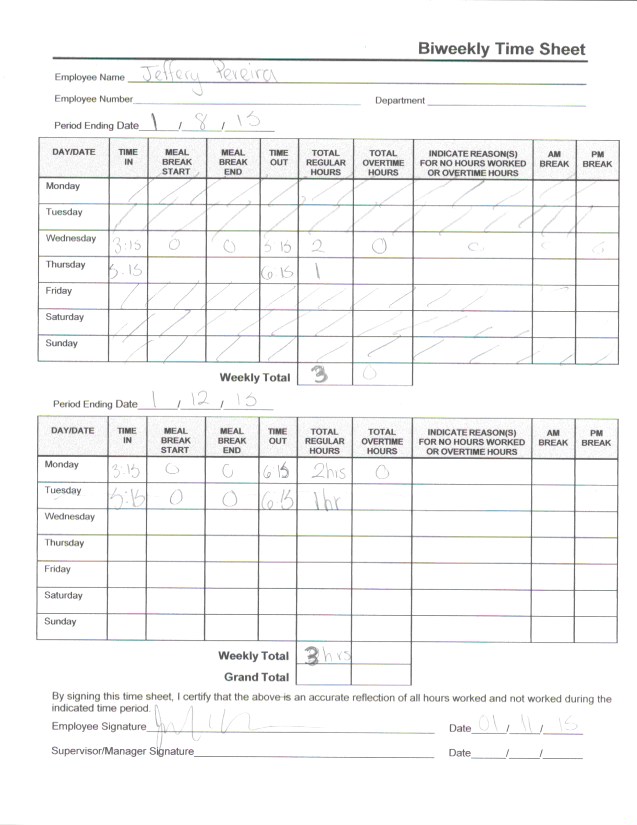 Biweekly Time Sheet
Employee Name Jeffery Pereira
Employee Number Department
Period Ending Date 1 / 8 / 15
DAY/DATE TIME IN MEAL BREAK START MEAL BREAK END TIME OUT TOTAL REGULAR HOURS TOTAL OVERTIME HOURS INDICATE REASON(S) FOR NO HOURS WORKED OR OVERTIME HOURS AM BREAK PM BREAK
Monday
Tuesday
Wednesday 3:15 0 0 5 15 2 0 0
Thursday 5:15 6 15 1
Friday
Saturday
Sunday
Weekly Total 3 0
Period Ending Date 1 / 12 / 15
DAY/DATE TIME IN MEAL BREAK START MEAL BREAK END TIME OUT TOTAL REGULAR HOURS TOTAL OVERTIME HOURS INDICATE REASON(S) FOR NO HOURS WORKED OR OVERTIME HOURS AM BREAK PM BREAK
Monday 3:15 0 0 6 15 2hrs 0
Tuesday 5:15 0 0 6 15 1hr
Wednesday
Thursday
Friday
Saturday
Sunday
Weekly Total 3hrs
Grand Total
By signing this time sheet, I certify that the above is an accurate reflection of all hours worked and not worked during the
indicated time period.
Employee Signature Date 01 / 11 / 15
Supervisor/Manager Signature Date / /